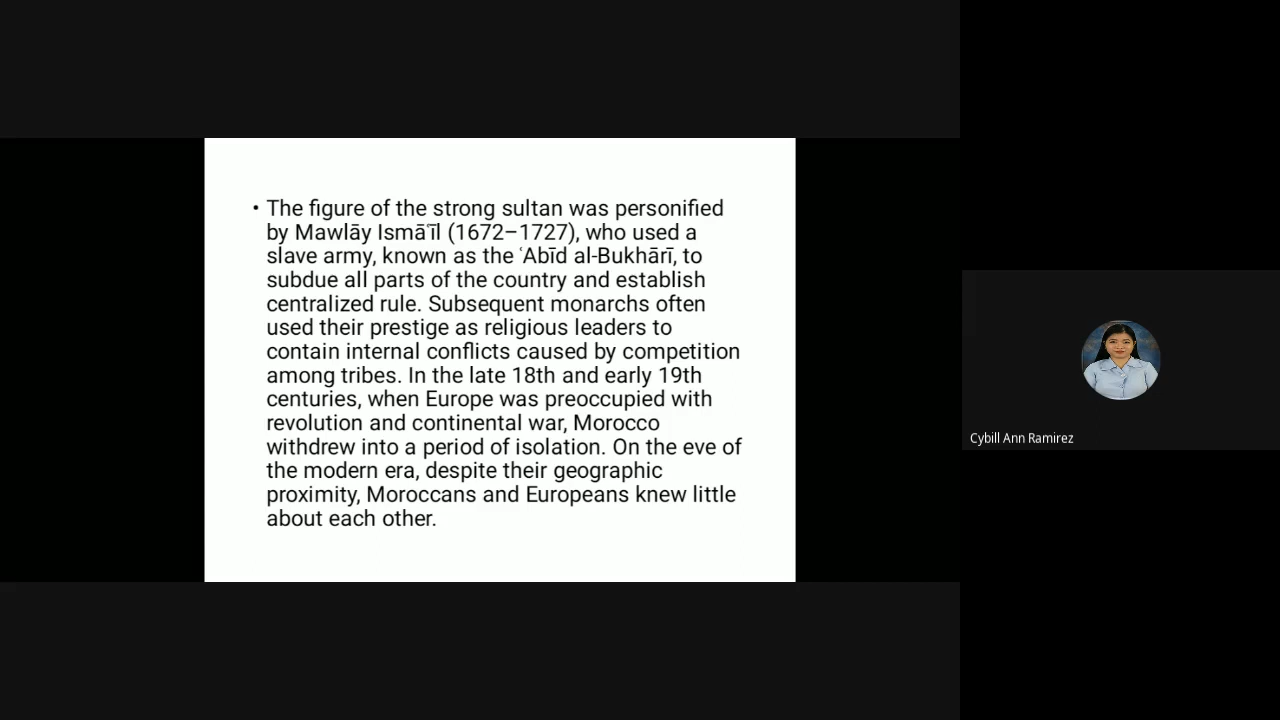 • The figure of the strong sultan was personified
by Mawlāy Ismāʿīl (1672–1727), who used a
slave army, known as the ʿAbīd al-Bukhārī, to
subdue all parts of the country and establish
centralized rule. Subsequent monarchs often
used their prestige as religious leaders to
contain internal conflicts caused by competition
among tribes. In the late 18th and early 19th
centuries, when Europe was preoccupied with
revolution and continental war, Morocco
withdrew into a period of isolation. On the eve of
the modern era, despite their geographic
proximity, Moroccans and Europeans knew little
about each other.
Cybill Ann Ramirez